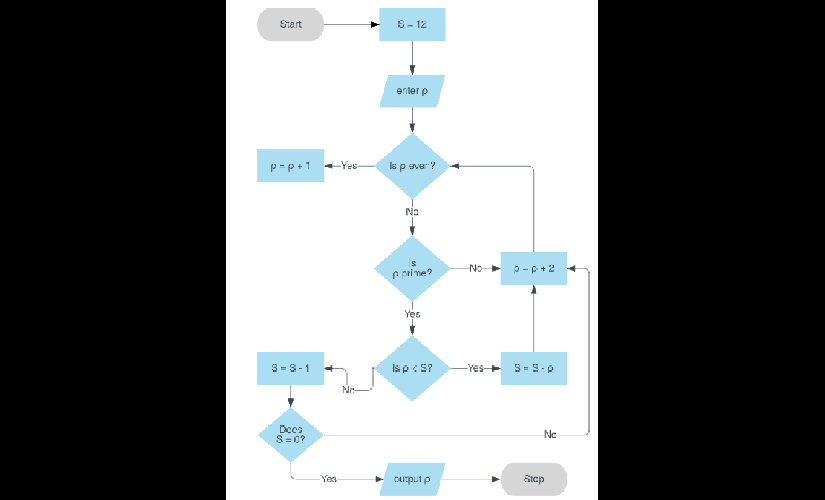 Start
S = 12
enter ρ
Is ρ even?
Yes
ρ = ρ + 1
No
Is
ρ prime?
No
ρ = ρ + 2
Yes
Is ρ < S?
Yes
S = S - ρ
No
S = S - 1
Does
S = 0?
No
Yes
output ρ
Stop